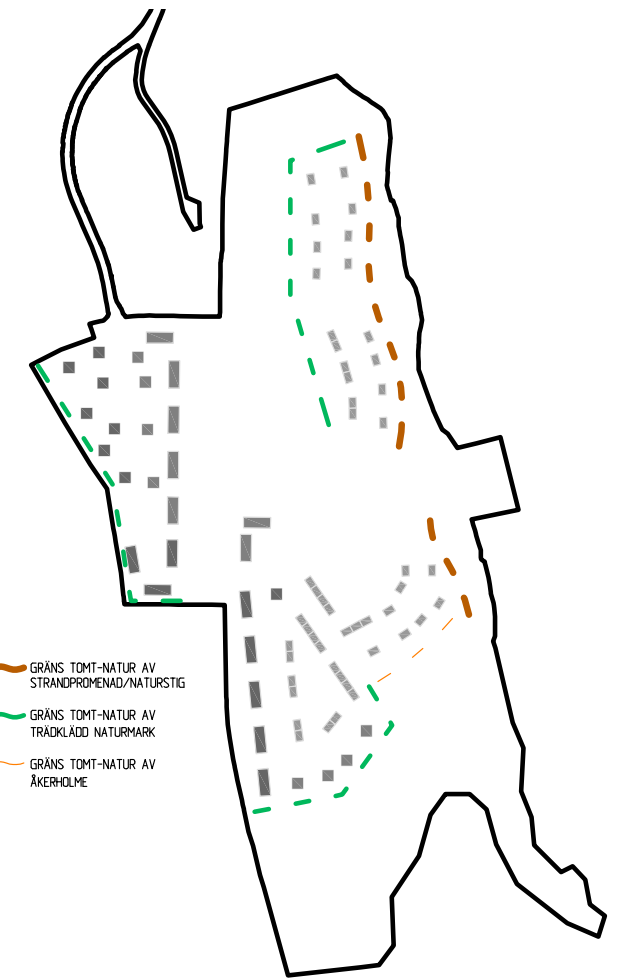 GRÄNS TOMT-NATUR AV
STRANDPROMENAD/NATURSTIG
GRÄNS TOMT-NATUR AV
TRÄDKLÄDD NATURMARK
GRÄNS TOMT-NATUR AV
ÅKERHOLME